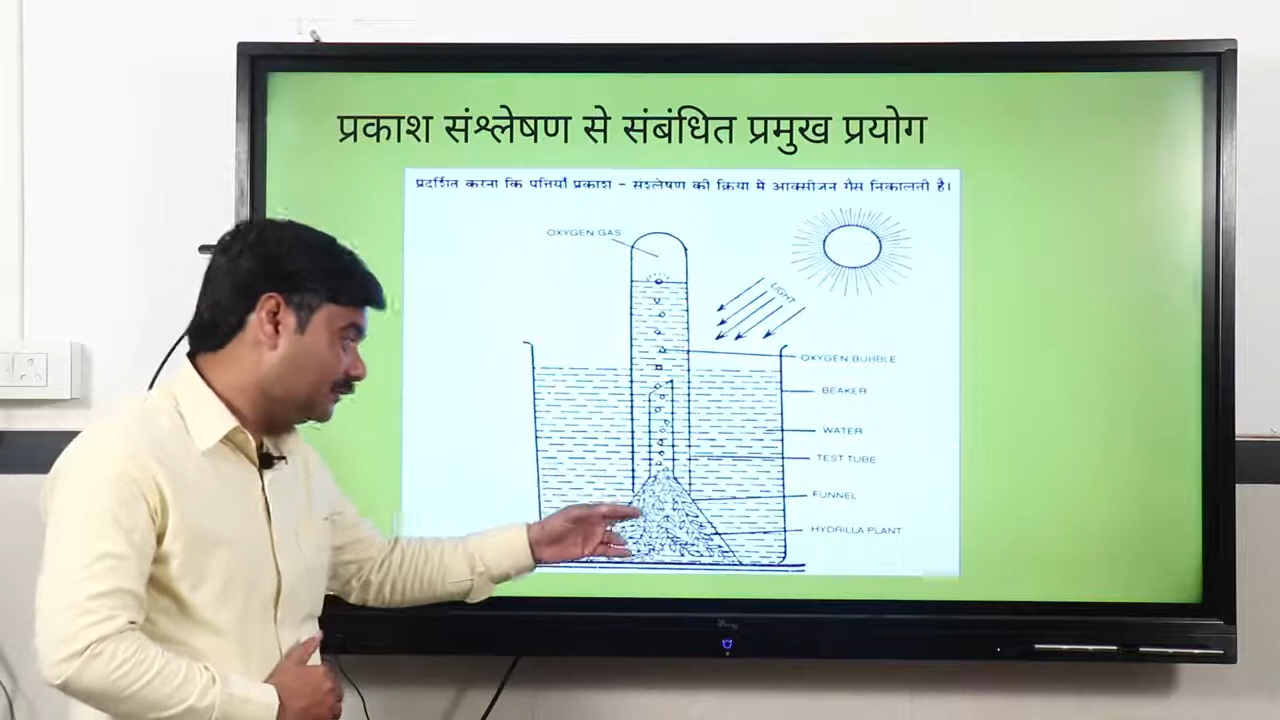 प्रकाश संश्लेषण से संबंधित प्रमुख प्रयोग
प्रदर्शित करना कि पत्तियाँ प्रकाश - संश्लेषण की क्रिया में आक्सीजन गैस निकालती है।
OXYGEN GAS
LIGHT
OXYGEN BUBBLE
BEAKER
WATER
TEST TUBE
FUNNEL
HYDRILLA PLANT